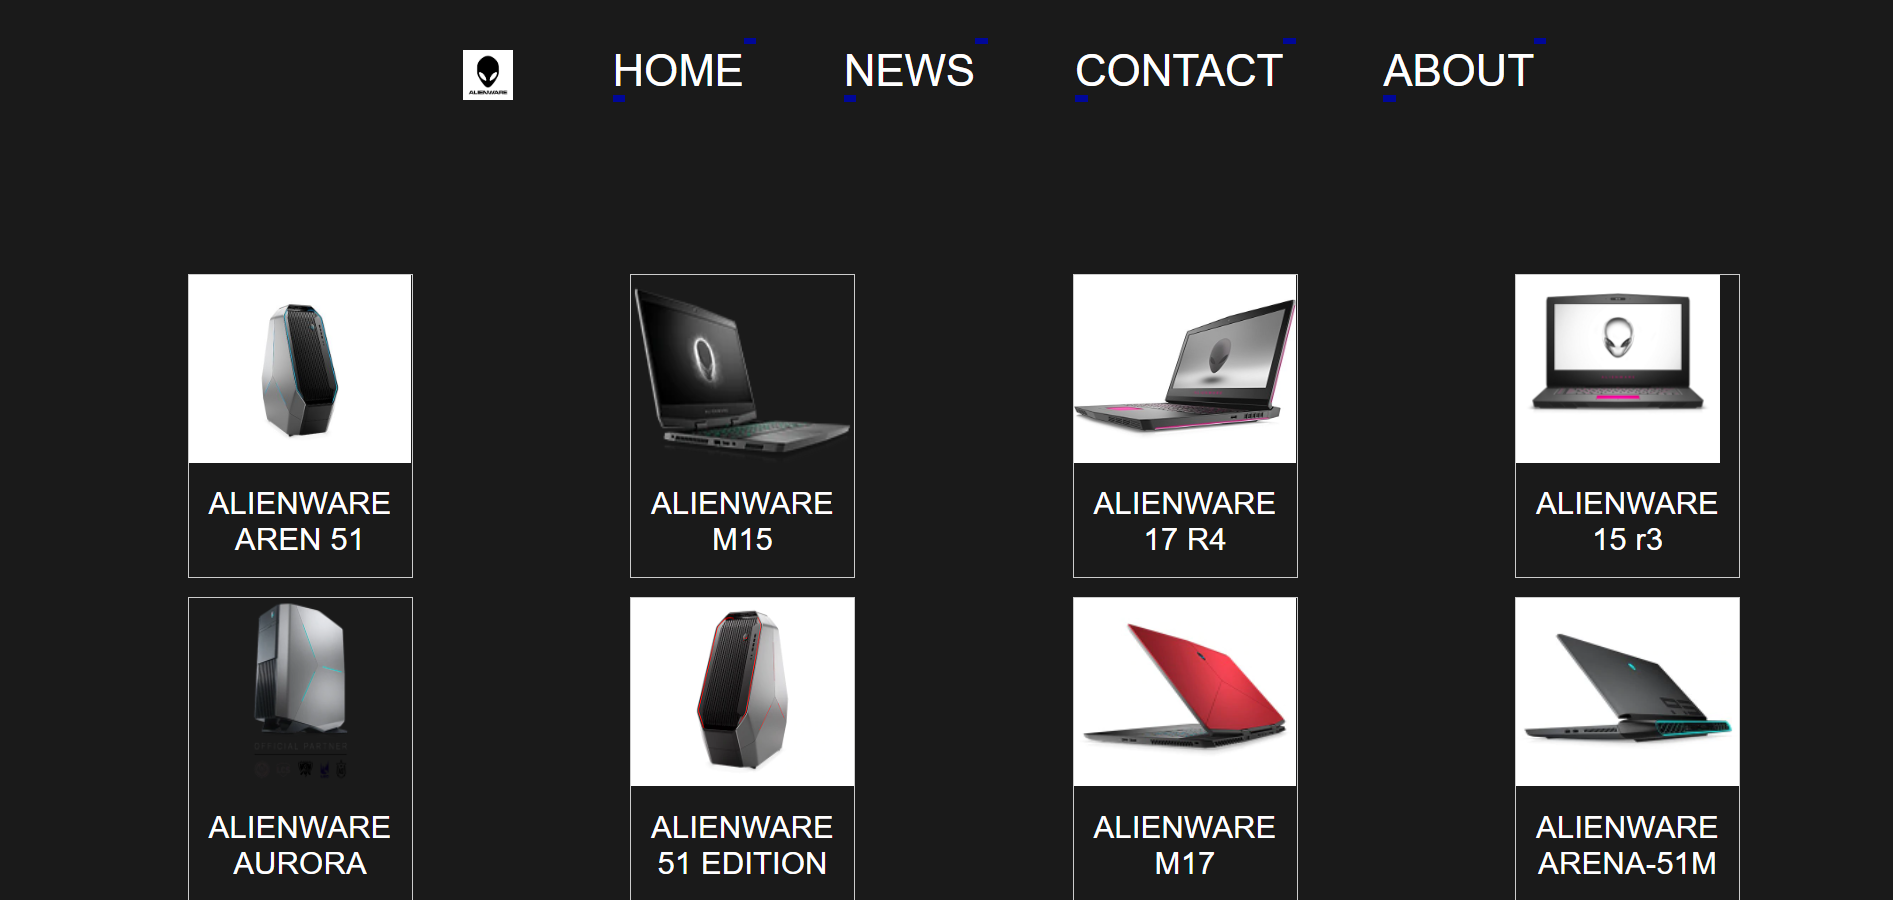 ALIENWARE
HOME
NEWS
CONTACT
ABOUT
ALIENWARE
AREN 51
ALIENWARE
M15
ALIENWARE
17 R4
ALIENWARE
15 r3
OFFICIAL PARTNER
ALIENWARE
AURORA
ALIENWARE
51 EDITION
ALIENWARE
M17
ALIENWARE
ARENA-51M